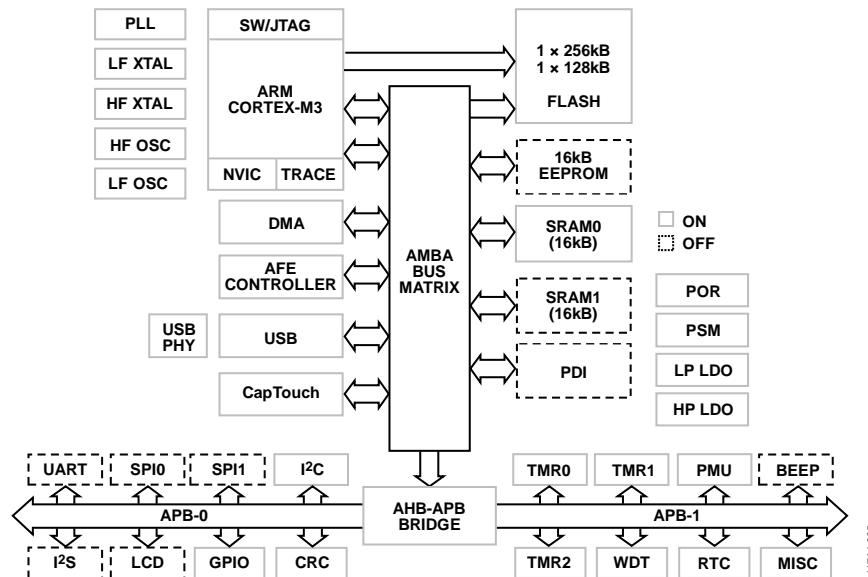 PLL
LF XTAL
HF XTAL
HF OSC
LF OSC
SW/JTAG
ARM
CORTEX-M3
NVIC
TRACE
1 × 256kB
1 × 128kB
FLASH
16kB
EEPROM
DMA
SRAM0
(16kB)
ON
OFF
AMBA
BUS
MATRIX
AFE
CONTROLLER
SRAM1
(16kB)
POR
USB
PHY
USB
PSM
PDI
LP LDO
CapTouch
HP LDO
UART
SPI0
SPI1
I²C
TMR0
TMR1
PMU
BEEP
APB-0
AHB-APB
BRIDGE
APB-1
I²S
LCD
GPIO
CRC
TMR2
WDT
RTC
MISC